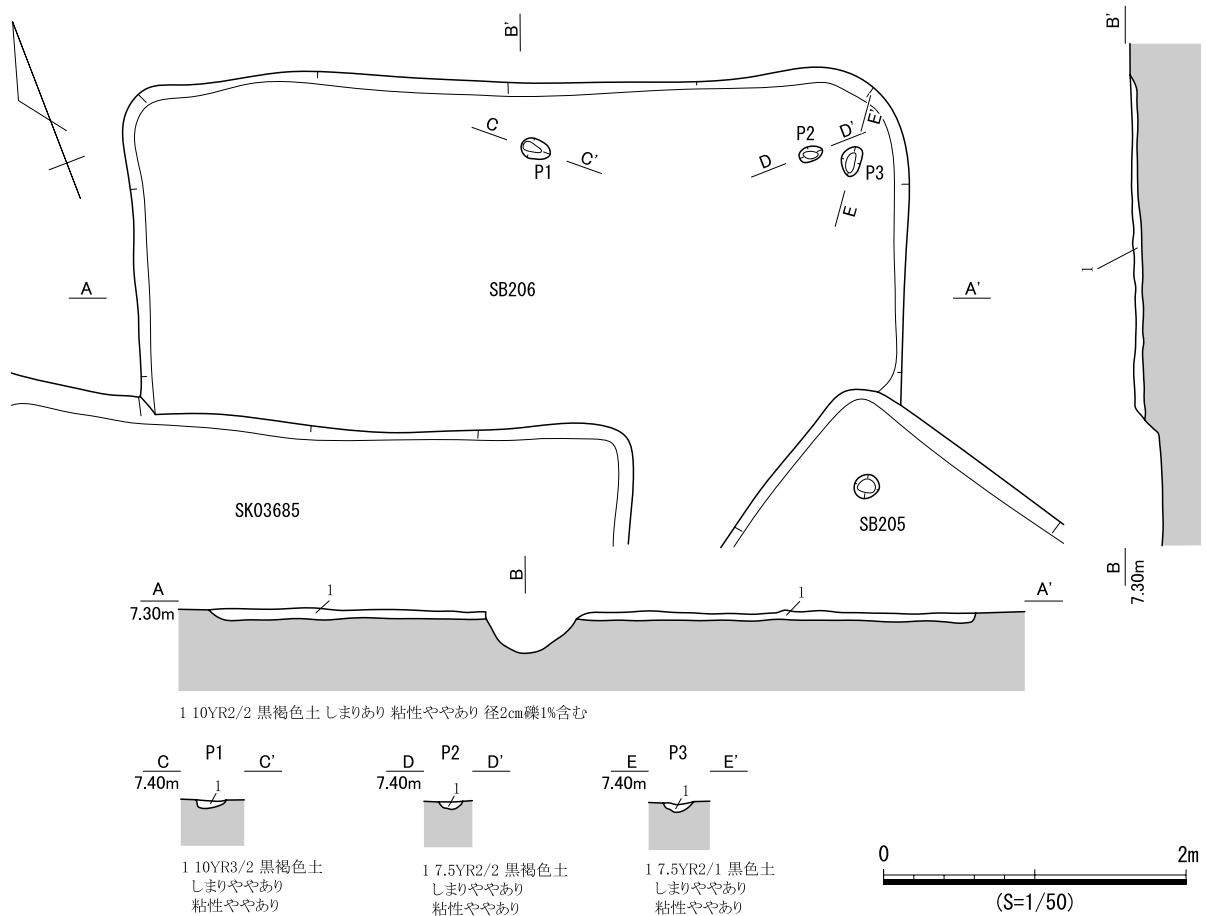 B'
B'
C
P1
C'
D
P2
D'
E'
P3
E
A
SB206
A'
1
SK03685
SB205
B
B
7.30m
A
7.30m
1
1
A'
1 10YR2/2 黒褐色土 しまりあり 粘性ややあり 径2cm礫1%含む
C
P1
C'
7.40m
1
1 10YR3/2 黒褐色土
しまりややあり
粘性ややあり
D
P2
D'
7.40m
1
1 7.5YR2/2 黒褐色土
しまりややあり
粘性ややあり
E
P3
E'
7.40m
1
1 7.5YR2/1 黒色土
しまりややあり
粘性ややあり
0
2m
(S=1/50)